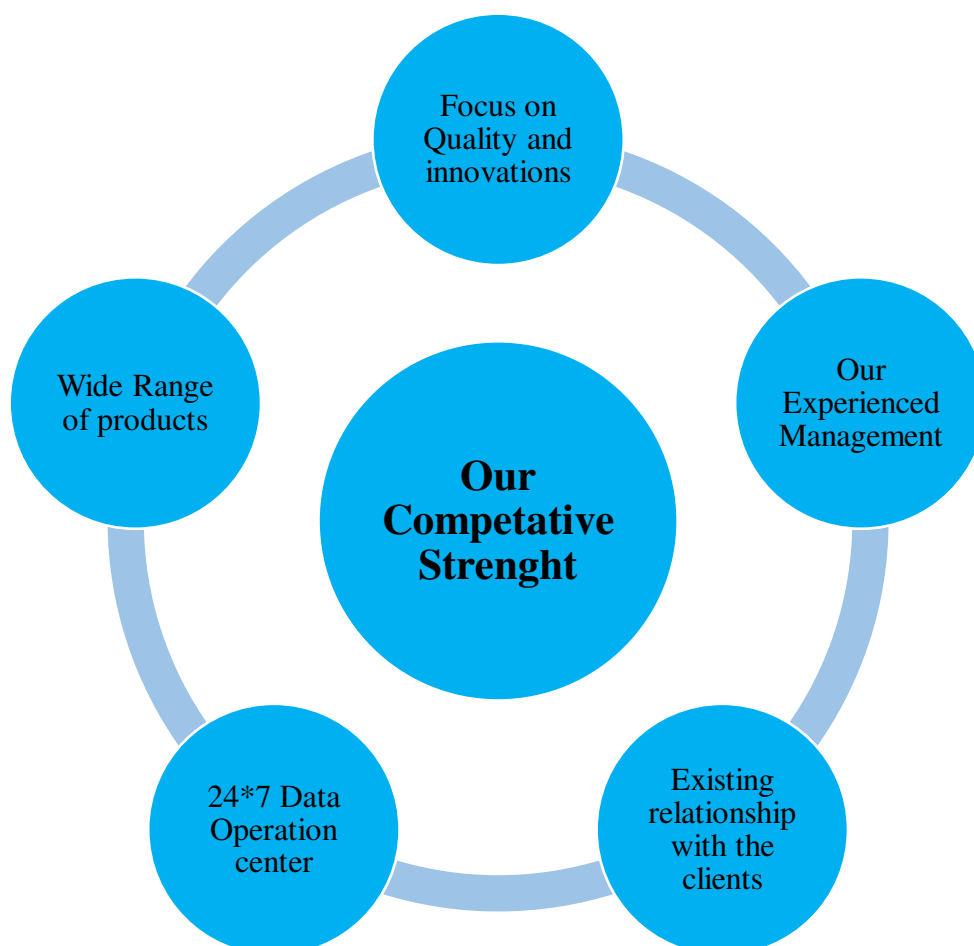 Focus on
Quality and
innovations
Our
Experienced
Management
Existing
relationship
with the
clients
24*7 Data
Operation
center
Wide Range
of products
Our
Competative
Strenght